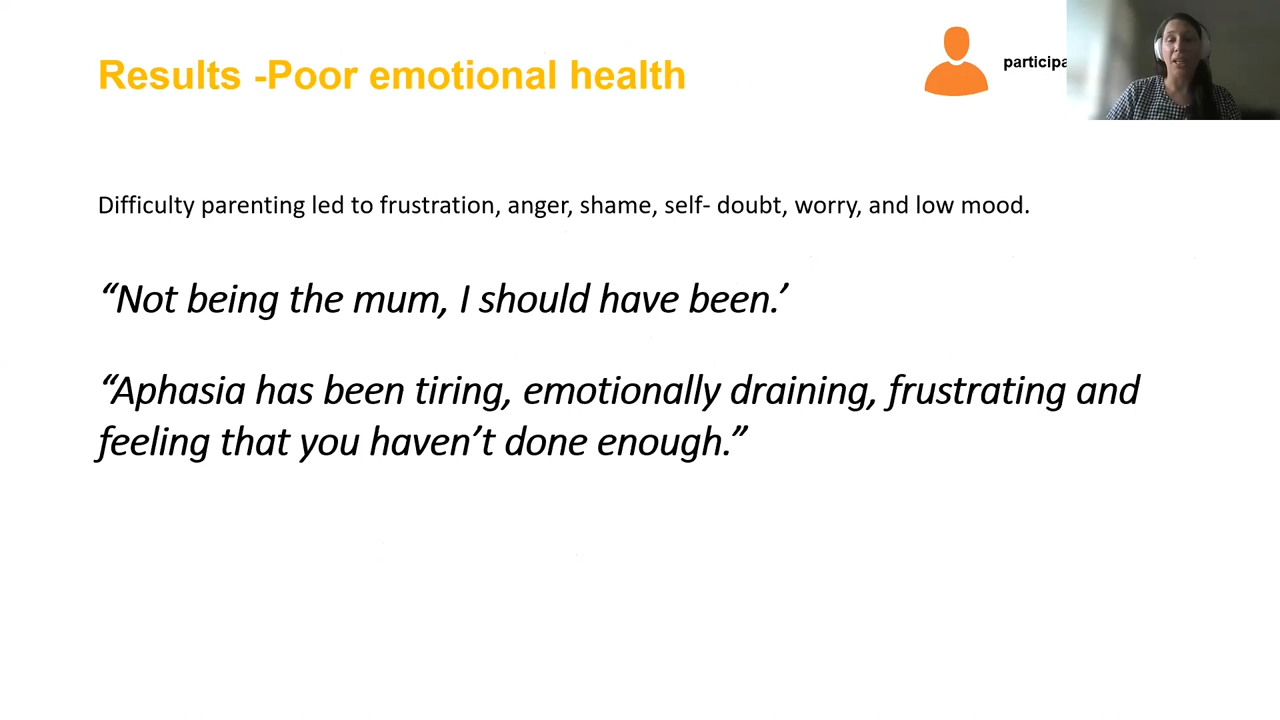 Results -Poor emotional health
Difficulty parenting led to frustration, anger, shame, self- doubt, worry, and low mood.
“Not being the mum, I should have been.’
“Aphasia has been tiring, emotionally draining, frustrating and
feeling that you haven’t done enough.”